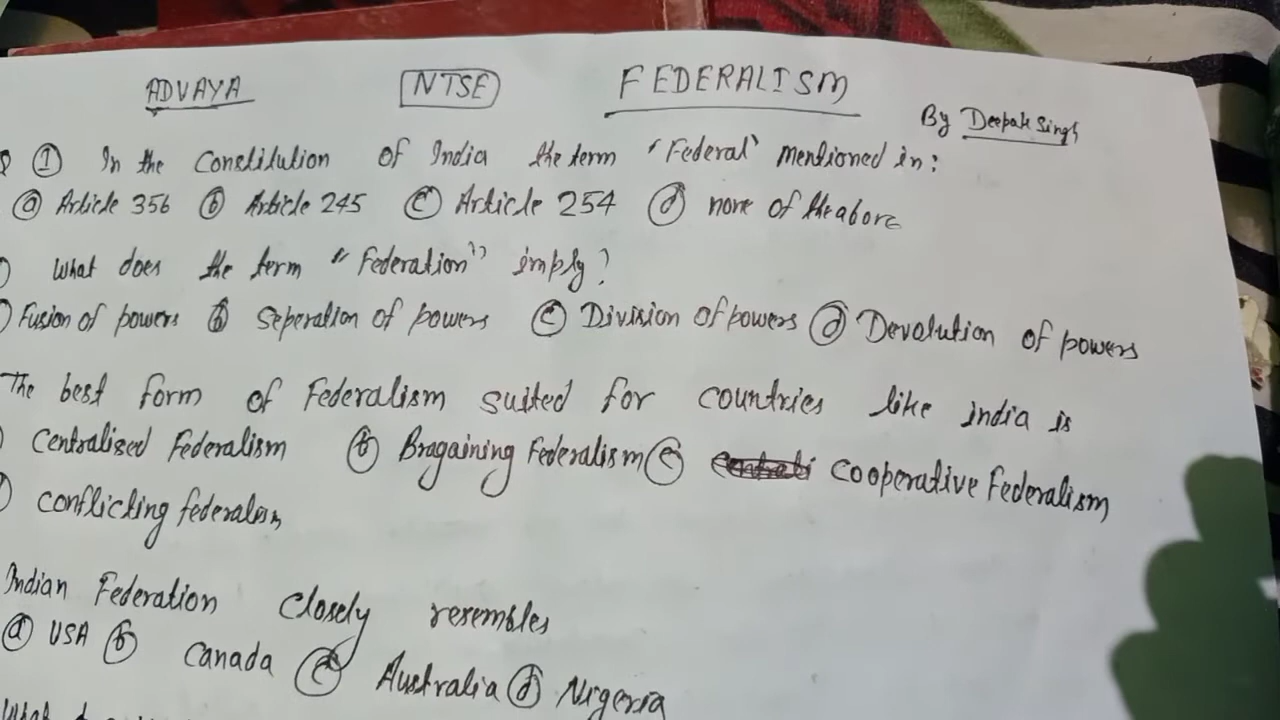 ADVAYA NTSE FEDERALISM
By Deepak Singh
Q 1 In the Constitution of India the term "Federal" mentioned in:
a Article 356 b Article 245 c Article 254 d none of the above
What does the term "Federation" imply?
Fusion of powers b Seperation of powers c Division of powers d Devolution of powers
The best form of Federalism suited for countries like india is
Centralised Federalism b Bragaining Federalism c Cooperative Federalism
conflicting federalism
Indian Federation closely resembles
a USA b Canada c Australia d Nigeria
What